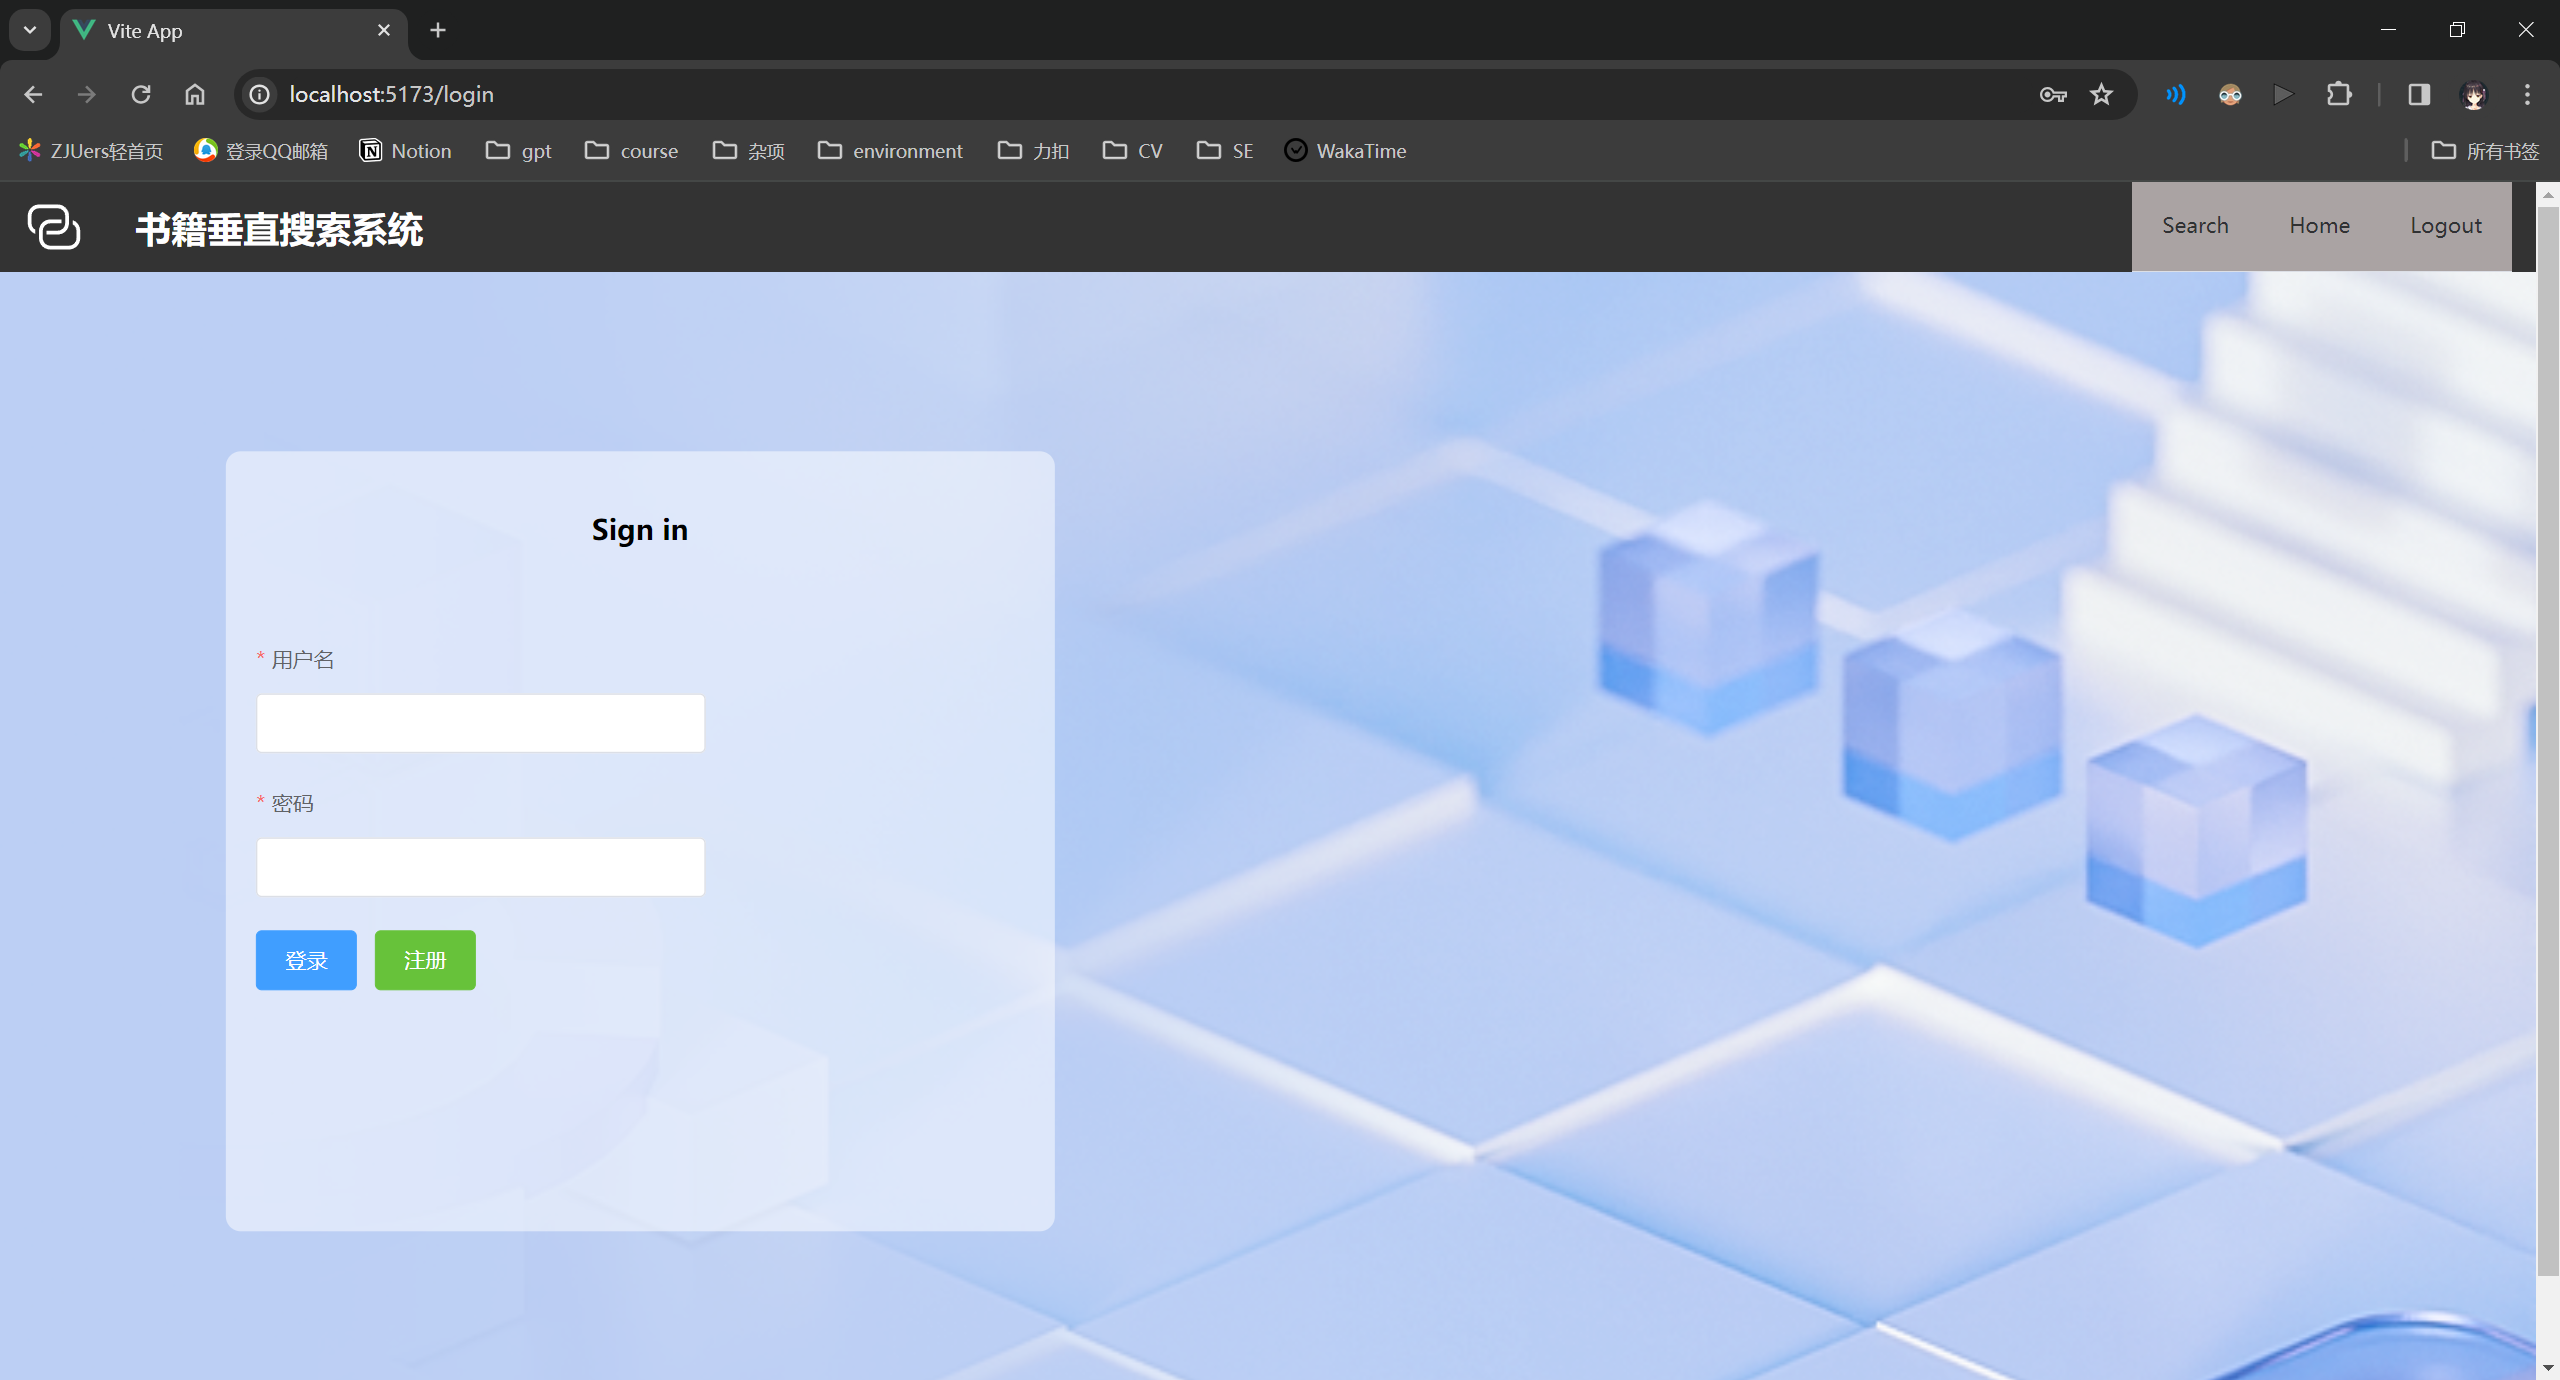 Vite App
localhost:5173/login
ZJUers轻首页 登录QQ邮箱 Notion gpt course 杂项 environment 力扣 CV SE WakaTime 所有书签
书籍垂直搜索系统 Search Home Logout
Sign in
* 用户名
* 密码
登录 注册